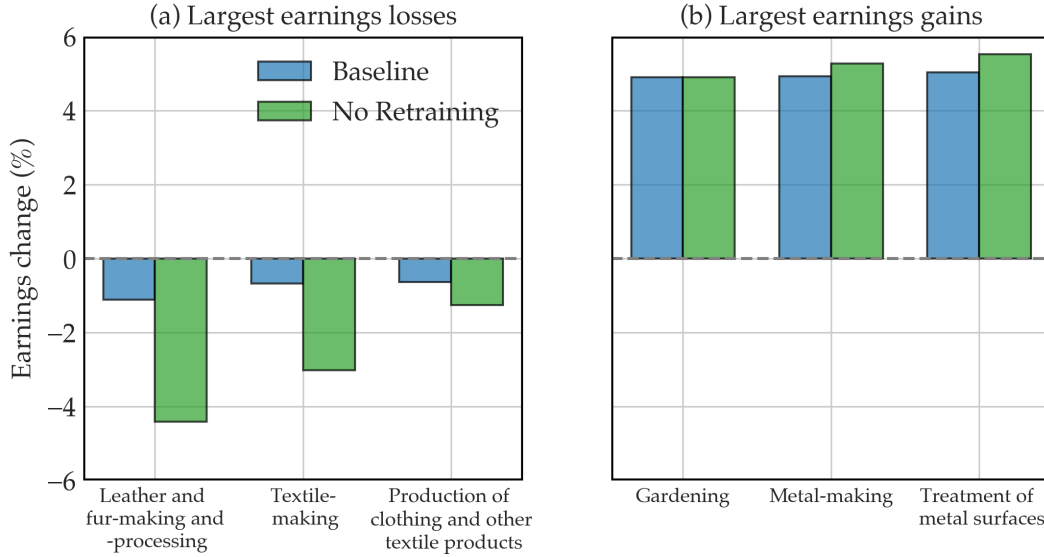 (a) Largest earnings losses
6
4
2
0
−2
−4
−6
Earnings change (%)
Baseline
No Retraining
Leather and
fur-making and
-processing
Textile-
making
Production of
clothing and other
textile products
(b) Largest earnings gains
Gardening
Metal-making
Treatment of
metal surfaces